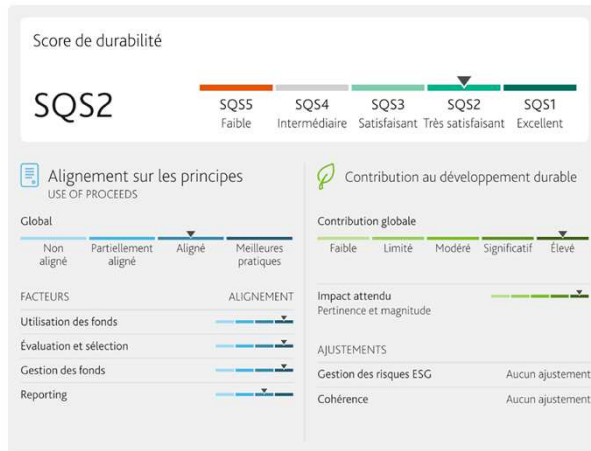 Score de durabilité
SQS2
SQS5 SQS4 SQS3 SQS2 SQS1
Faible Intermédiaire Satisfaisant Très satisfaisant Excellent
Alignement sur les principes
USE OF PROCEEDS
Global
Non aligné
Partiellement aligné
Aligné
Meilleures pratiques
FACTEURS ALIGNEMENT
Utilisation des fonds
Évaluation et sélection
Gestion des fonds
Reporting
Contribution au développement durable
Contribution globale
Faible Limité Modéré Significatif Élevé
Impact attendu
Pertinence et magnitude
AJUSTEMENTS
Gestion des risques ESG Aucun ajustement
Cohérence Aucun ajustement